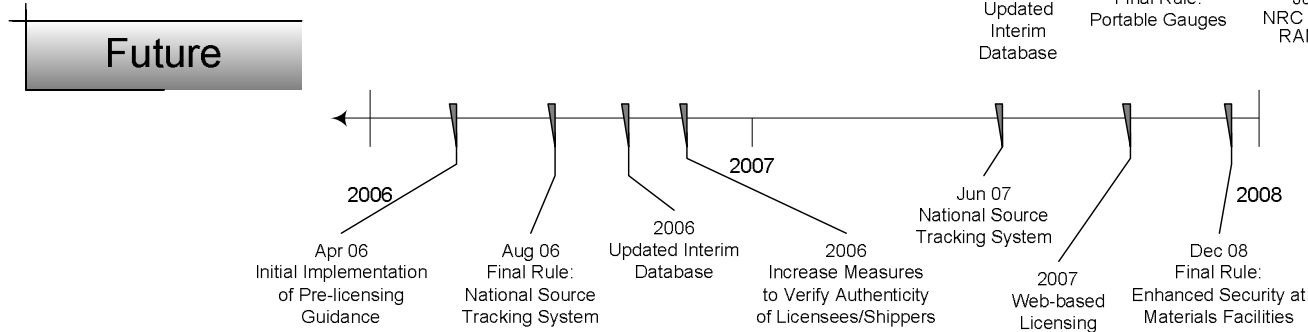 Updated
Interim
Database
Final Rule:
Portable Gauges
NRC
Future
2006
2007
2008
Apr 06
Initial Implementation
of Pre-licensing
Guidance
Aug 06
Final Rule:
National Source
Tracking System
2006
Updated Interim
Database
2006
Increase Measures
to Verify Authenticity
of Licensees/Shippers
Jun 07
National Source
Tracking System
2007
Web-based
Licensing
Dec 08
Final Rule:
Enhanced Security at
Materials Facilities